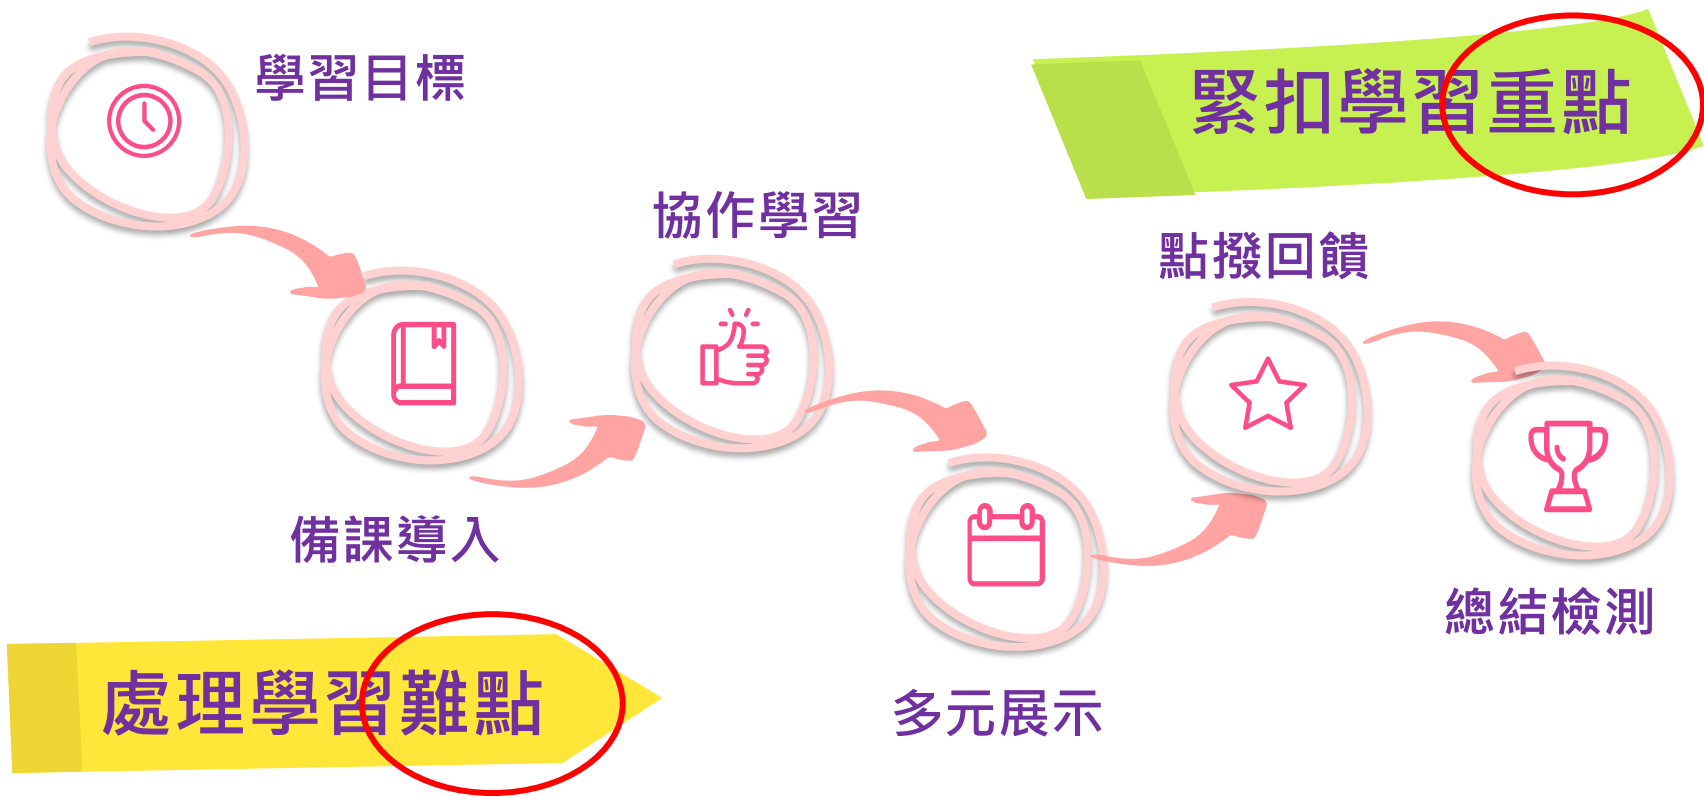 學習目標
緊扣學習重點
協作學習
點撥回饋
備課導入
總結檢測
處理學習難點
多元展示